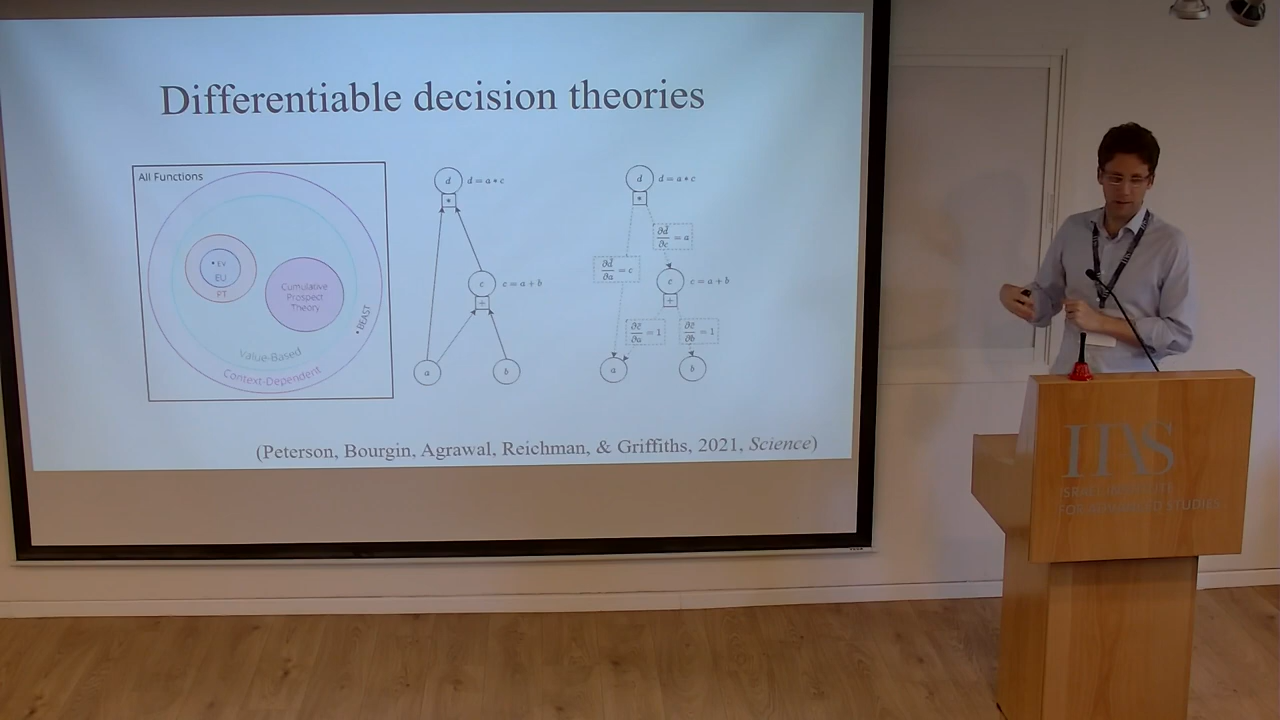 Differentiable decision theories
All Functions
EV
EU
PT
Cumulative
Prospect
Theory
BEAST
Value-Based
Context-Dependent
d
d = a * c
*
c
c = a + b
+
a
b
d
d = a * c
*
∂d/∂c = a
∂d/∂a = c
c
c = a + b
+
∂c/∂a = 1
∂c/∂b = 1
a
b
(Peterson, Bourgin, Agrawal, Reichman, & Griffiths, 2021, Science)
IIAS
ISRAEL INSTITUTE
FOR ADVANCED STUDIES